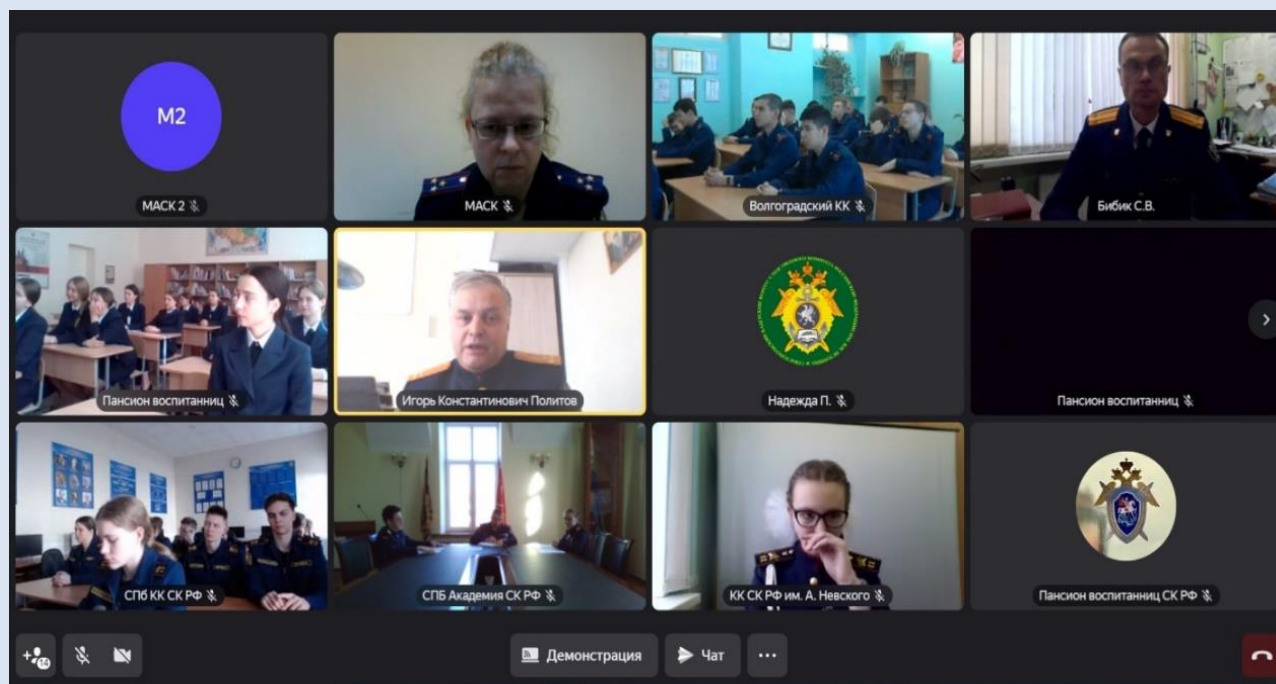 M2
МАСК 2
МАСК
Волгоградский КК
Бибик С.В.
Пансион воспитанниц
Игорь Константинович Политов
Надежда П.
Пансион воспитанниц
СПб КК СК РФ
СПБ Академия СК РФ
КК СК РФ им. А. Невского
Пансион воспитанниц СК РФ
14
Демонстрация
Чат